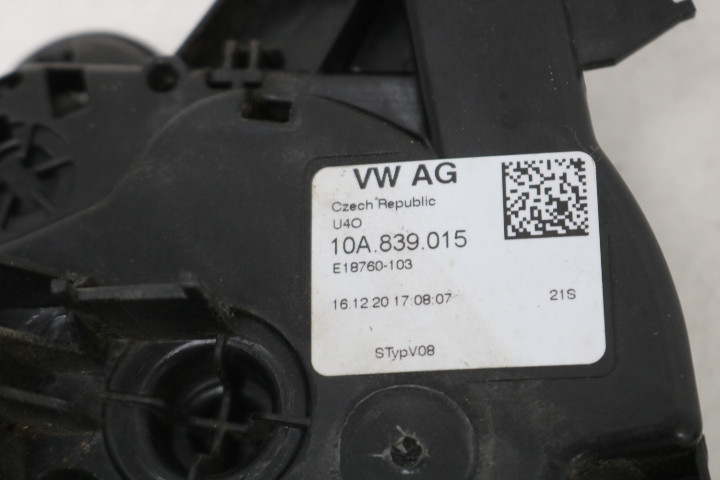 VW AG
Czech Republic
U4O
10A.839.015
E18760-103
16.12 20 17:08:07 21S
STypV08